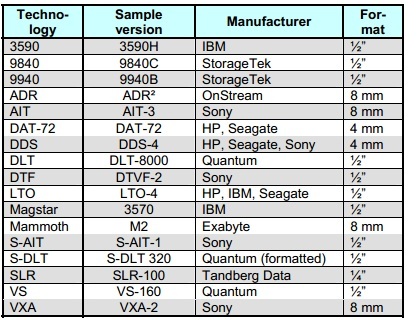 Techno-logy Sample version Manufacturer For-mat
3590 3590H IBM ½”
9840 9840C StorageTek ½”
9940 9940B StorageTek ½”
ADR ADR² OnStream 8 mm
AIT AIT-3 Sony 8 mm
DAT-72 DAT-72 HP, Seagate 4 mm
DDS DDS-4 HP, Seagate, Sony 4 mm
DLT DLT-8000 Quantum ½”
DTF DTVF-2 Sony ½”
LTO LTO-4 HP, IBM, Seagate ½”
Magstar 3570 IBM ½”
Mammoth M2 Exabyte 8 mm
S-AIT S-AIT-1 Sony ½”
S-DLT S-DLT 320 Quantum (formatted) ½”
SLR SLR-100 Tandberg Data ¼”
VS VS-160 Quantum ½”
VXA VXA-2 Sony 8 mm